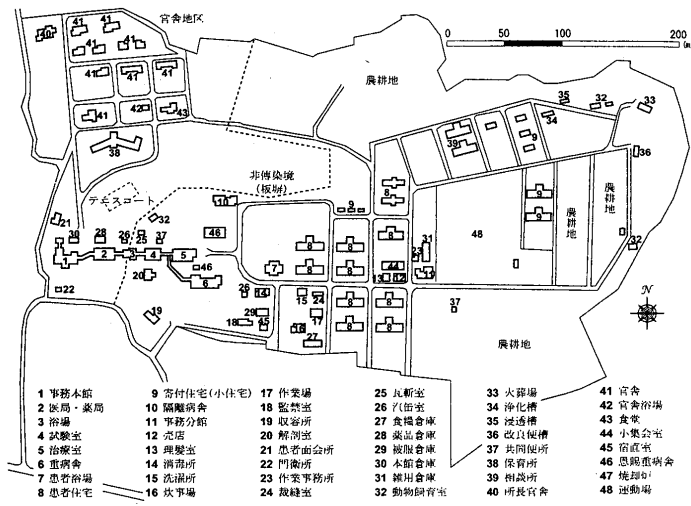 官舎地区
0 50 100 200
(m
農耕地
非傳染境
(板塀)
テニスコート
農耕地
農耕地
農耕地
N
1 事務本館
2 医局・薬局
3 浴場
4 試験室
5 治療室
6 重病舎
7 患者浴場
8 患者住宅
9 寄付住宅(小住宅)
10 隔離病舎
11 事務分館
12 売店
13 理髪室
14 消毒所
15 洗濯所
16 炊事場
17 作業場
18 監禁室
19 収容所
20 解剖室
21 患者面会所
22 門衛所
23 作業事務所
24 裁縫室
25 瓦斯室
26 汽缶室
27 食糧倉庫
28 薬品倉庫
29 被服倉庫
30 本館倉庫
31 雑用倉庫
32 動物飼育室
33 火葬場
34 浄化槽
35 浸透槽
36 改良便槽
37 共同便所
38 保育所
39 相談所
40 所長官舎
41 官舎
42 官舎浴場
43 食堂
44 小集会室
45 宿直室
46 恩賜重病舎
47 焼却炉
48 運動場